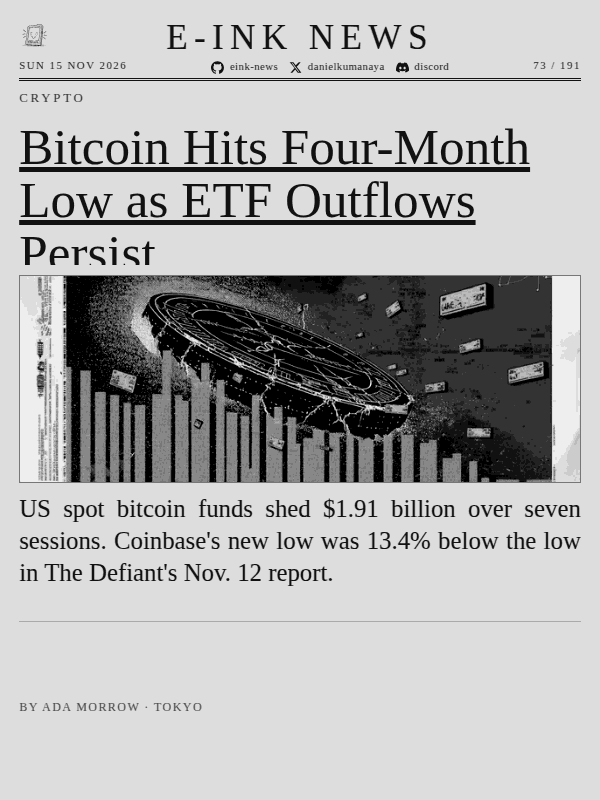 E-INK NEWS
SUN 15 NOV 2026 eink-news danielkumanaya discord 73 / 191
CRYPTO
Bitcoin Hits Four-Month
Low as ETF Outflows
Persist
US spot bitcoin funds shed $1.91 billion over seven
sessions. Coinbase's new low was 13.4% below the low
in The Defiant's Nov. 12 report.
BY ADA MORROW · TOKYO